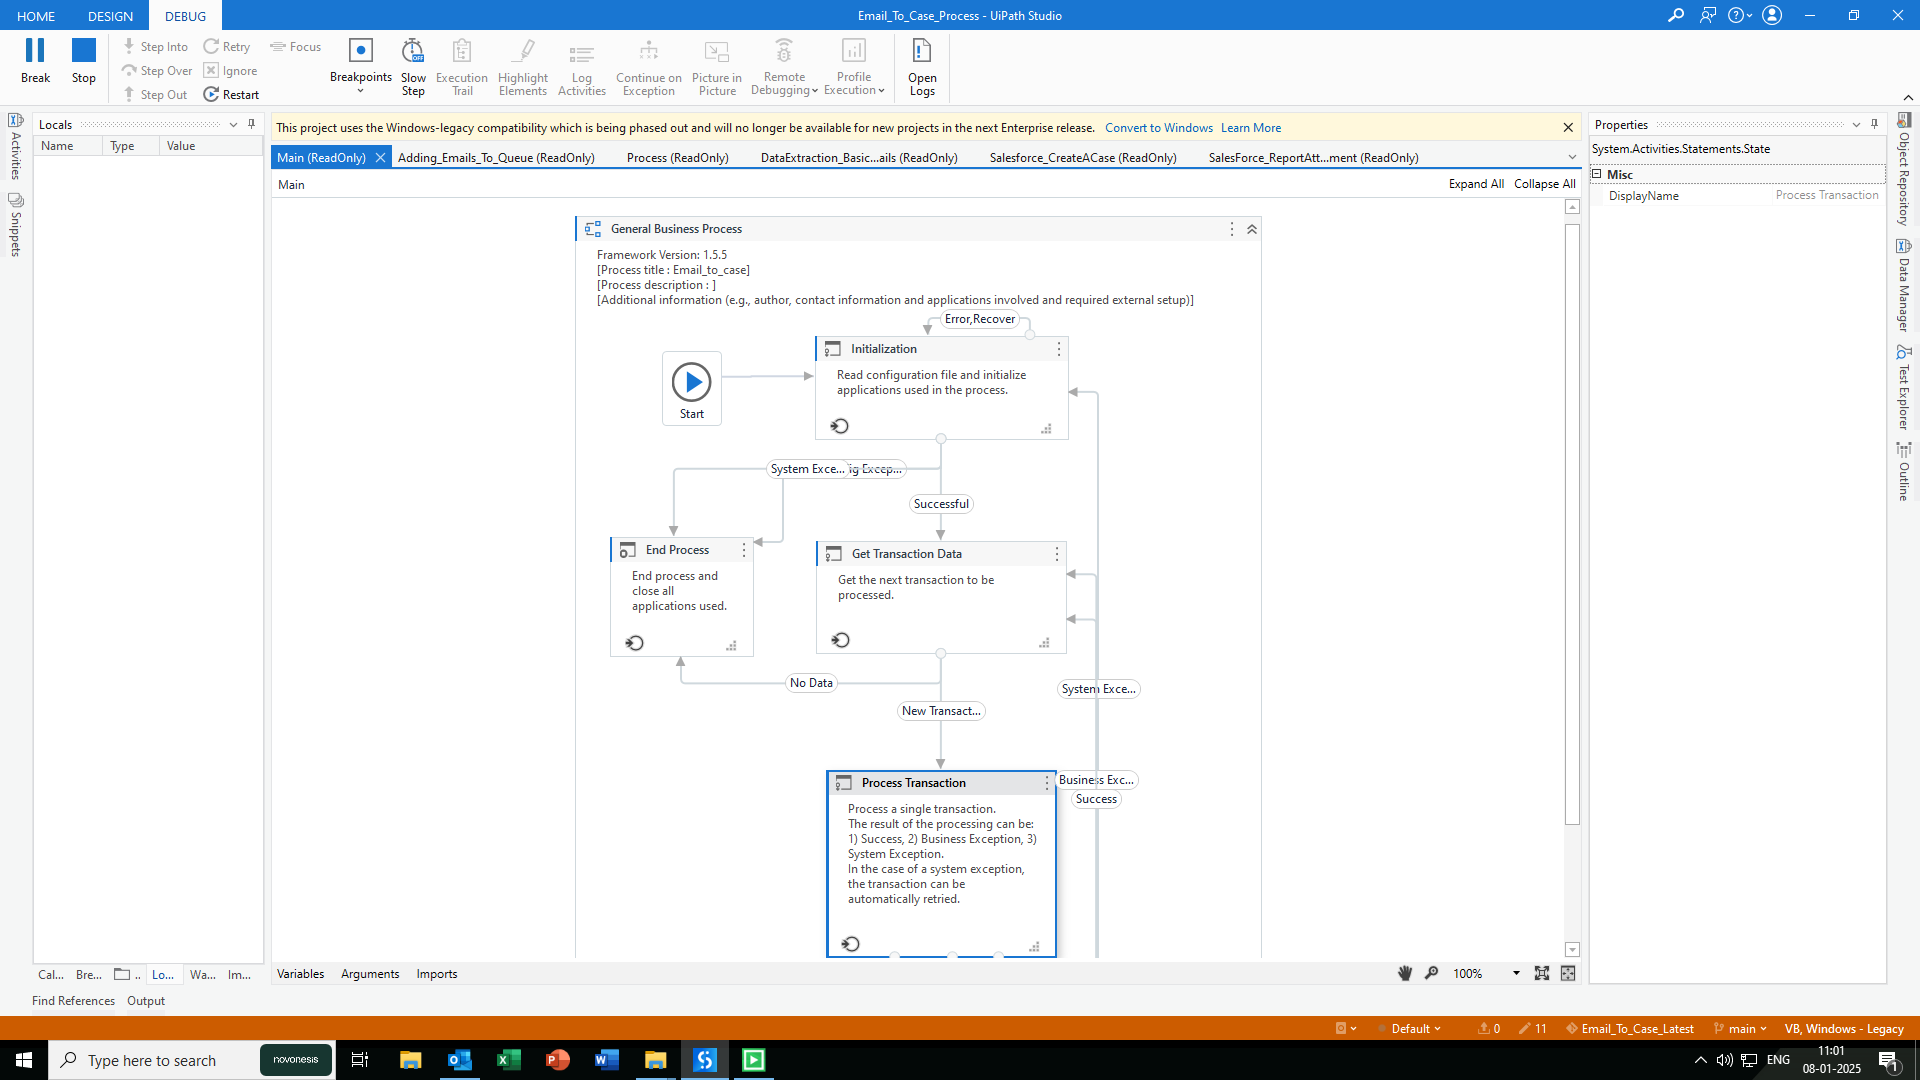 HOME DESIGN DEBUG
Email_To_Case_Process - UiPath Studio
Break
Stop
Step Into
Step Over
Step Out
Retry
Ignore
Restart
Focus
Breakpoints
Slow
Step
Execution
Trail
Highlight
Elements
Log
Activities
Continue on
Exception
Picture in
Picture
Remote
Debugging
Profile
Execution
Open
Logs
Activities
Snippets
Locals
Name Type Value
This project uses the Windows-legacy compatibility which is being phased out and will no longer be available for new projects in the next Enterprise release. Convert to Windows Learn More
Main (ReadOnly) Adding_Emails_To_Queue (ReadOnly) Process (ReadOnly) DataExtraction_Basic...ails (ReadOnly) Salesforce_CreateACase (ReadOnly) SalesForce_ReportAtt...ment (ReadOnly)
Main
Expand All Collapse All
General Business Process
Framework Version: 1.5.5
[Process title : Email_to_case]
[Process description : ]
[Additional information (e.g., author, contact information and applications involved and required external setup)]
Error,Recover
Start
Initialization
Read configuration file and initialize
applications used in the process.
System Exce... ig Excep...
Successful
End Process
End process and
close all
applications used.
Get Transaction Data
Get the next transaction to be
processed.
No Data
System Exce...
New Transact...
Process Transaction
Process a single transaction.
The result of the processing can be:
1) Success, 2) Business Exception, 3)
System Exception.
In the case of a system exception,
the transaction can be
automatically retried.
Business Exc...
Success
Variables Arguments Imports
100%
Properties
System.Activities.Statements.State
Misc
DisplayName Process Transaction
Object Repository
Data Manager
Test Explorer
Outline
Cal... Bre... .. Lo... Wa... Im...
Find References Output
Default 0 11 Email_To_Case_Latest main VB, Windows - Legacy
Type here to search
novonesis
ENG
11:01
08-01-2025
1